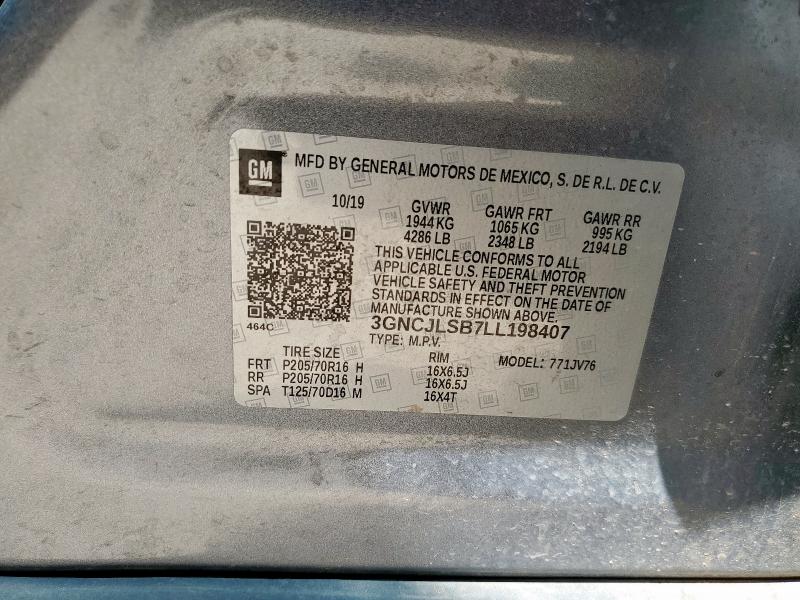 GM MFD BY GENERAL MOTORS DE MEXICO, S. DE R.L. DE C.V.
10/19 GVWR GAWR FRT GAWR RR
1944 KG 1065 KG 995 KG
4286 LB 2348 LB 2194 LB
THIS VEHICLE CONFORMS TO ALL
APPLICABLE U.S. FEDERAL MOTOR
VEHICLE SAFETY AND THEFT PREVENTION
STANDARDS IN EFFECT ON THE DATE OF
MANUFACTURE SHOWN ABOVE.
464C 3GNCJLSB7LL198407
TYPE: M.P.V.
TIRE SIZE RIM MODEL: 771JV76
FRT P205/70R16 H 16X6.5J
RR P205/70R16 H 16X6.5J
SPA T125/70D16 M 16X4T